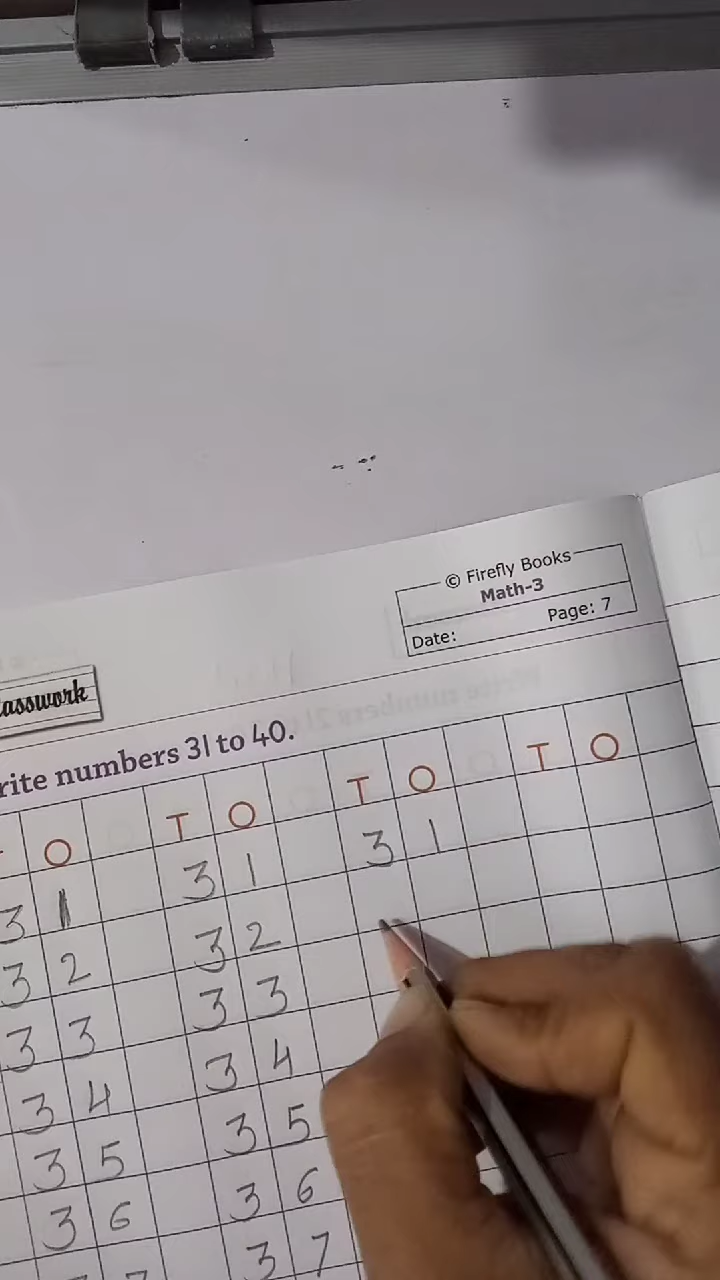 © Firefly Books
Math-3
Date: Page: 7
asswork
rite numbers 31 to 40.
O T O T O T O
3 1 3 1 3 1
3 2 3 2
3 3 3 3
3 4 3 4
3 5 3 5
3 6 3 6
3 7